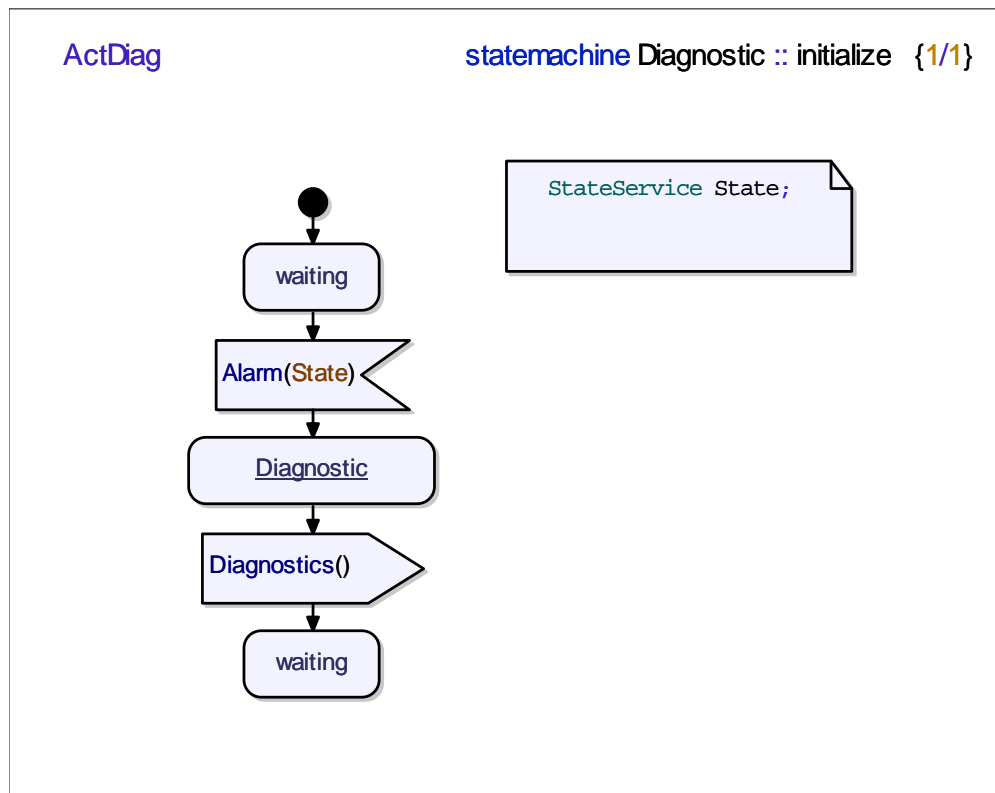 ActDiag
statemachine Diagnostic :: initialize {1/1}
StateService State;
waiting
Alarm(State)
Diagnostic
Diagnostics()
waiting